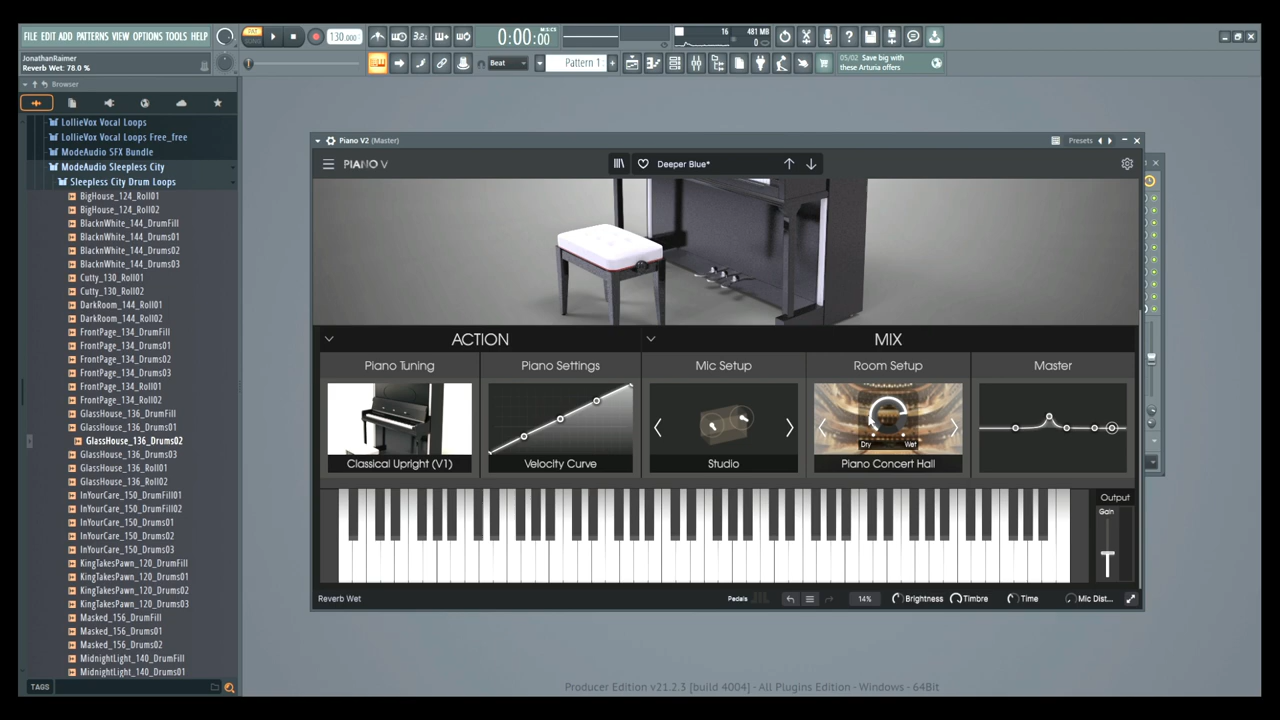 FILE EDIT ADD PATTERNS VIEW OPTIONS TOOLS HELP
PAT
SONG
130.000
32₅
0:00:00
M:S:CS
16
481 MB
0
JonathanRaimer
Reverb Wet: 78.0 %
Beat
Pattern 1
05/02 Save big with
these Arturia offers
Browser
LollieVox Vocal Loops
LollieVox Vocal Loops Free_free
ModeAudio SFX Bundle
ModeAudio Sleepless City
Sleepless City Drum Loops
BigHouse_124_Roll01
BigHouse_124_Roll02
BlacknWhite_144_DrumFill
BlacknWhite_144_Drums01
BlacknWhite_144_Drums02
BlacknWhite_144_Drums03
Cutty_130_Roll01
Cutty_130_Roll02
DarkRoom_144_Roll01
DarkRoom_144_Roll02
FrontPage_134_DrumFill
FrontPage_134_Drums01
FrontPage_134_Drums02
FrontPage_134_Drums03
FrontPage_134_Roll01
FrontPage_134_Roll02
GlassHouse_136_DrumFill
GlassHouse_136_Drums01
GlassHouse_136_Drums02
GlassHouse_136_Drums03
GlassHouse_136_Roll01
GlassHouse_136_Roll02
InYourCare_150_DrumFill01
InYourCare_150_DrumFill02
InYourCare_150_Drums01
InYourCare_150_Drums02
InYourCare_150_Drums03
KingTakesPawn_120_DrumFill
KingTakesPawn_120_Drums01
KingTakesPawn_120_Drums02
KingTakesPawn_120_Drums03
Masked_156_DrumFill
Masked_156_Drums01
Masked_156_Drums02
MidnightLight_140_DrumFill
MidnightLight_140_Drums01
TAGS
Piano V2 (Master)
Presets
PIANO V
Deeper Blue*
ACTION
MIX
Piano Tuning
Piano Settings
Mic Setup
Room Setup
Master
Dry
Wet
Classical Upright (V1)
Velocity Curve
Studio
Piano Concert Hall
Output
Gain
Reverb Wet
Pedals
14%
Brightness
Timbre
Time
Mic Dist...
Producer Edition v21.2.3 [build 4004] - All Plugins Edition - Windows - 64Bit